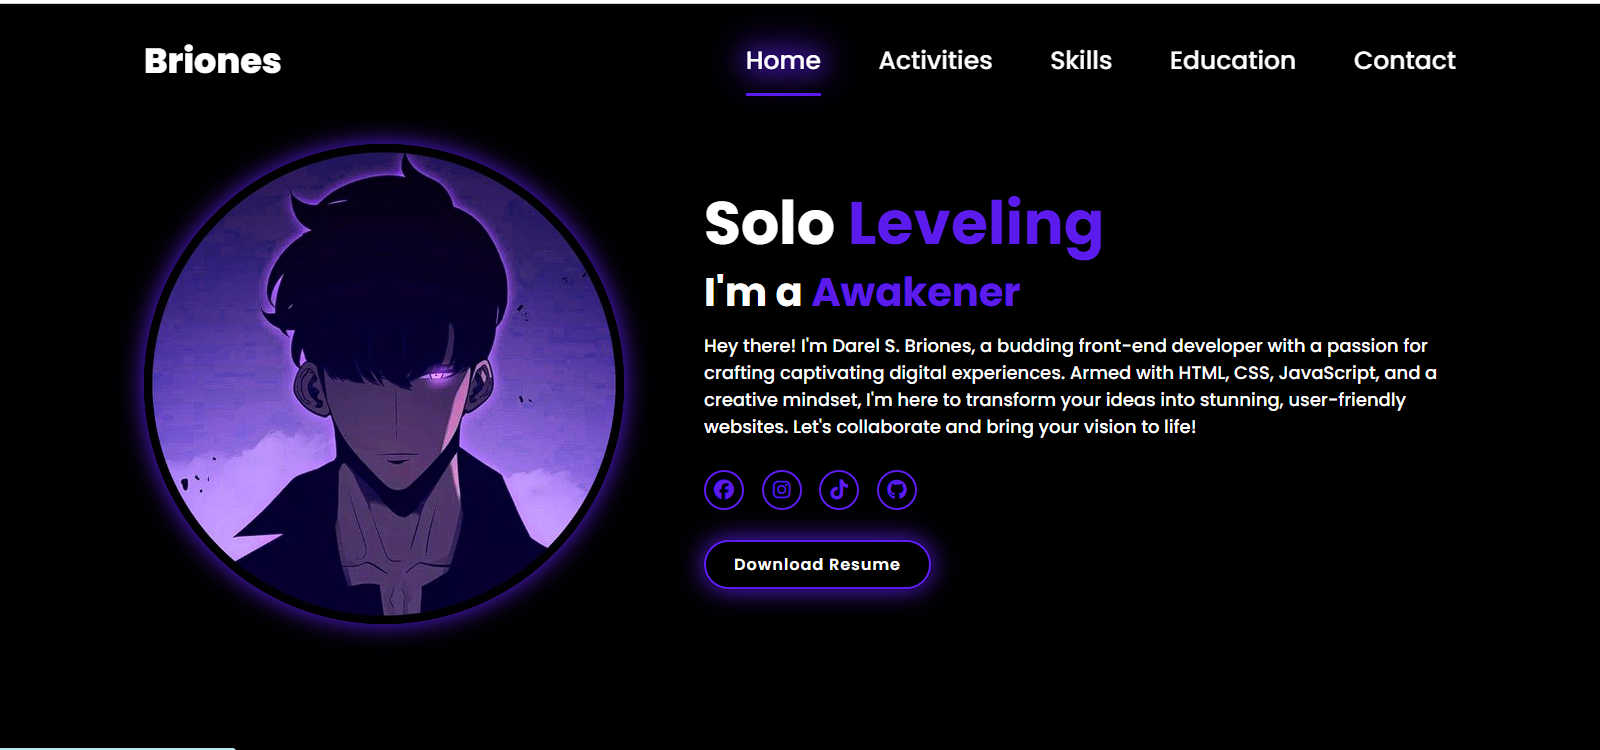 Briones
Home
Activities
Skills
Education
Contact
Solo Leveling
I'm a Awakener
Hey there! I'm Darel S. Briones, a budding front-end developer with a passion for
crafting captivating digital experiences. Armed with HTML, CSS, JavaScript, and a
creative mindset, I'm here to transform your ideas into stunning, user-friendly
websites. Let's collaborate and bring your vision to life!
Download Resume